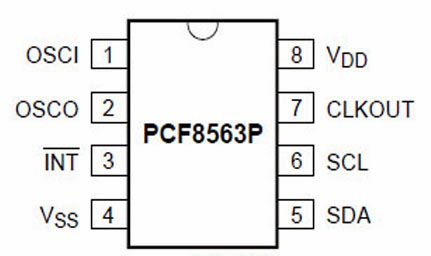 OSCI 1 8 VDD
OSCO 2 7 CLKOUT
PCF8563P
INT 3 6 SCL
VSS 4 5 SDA